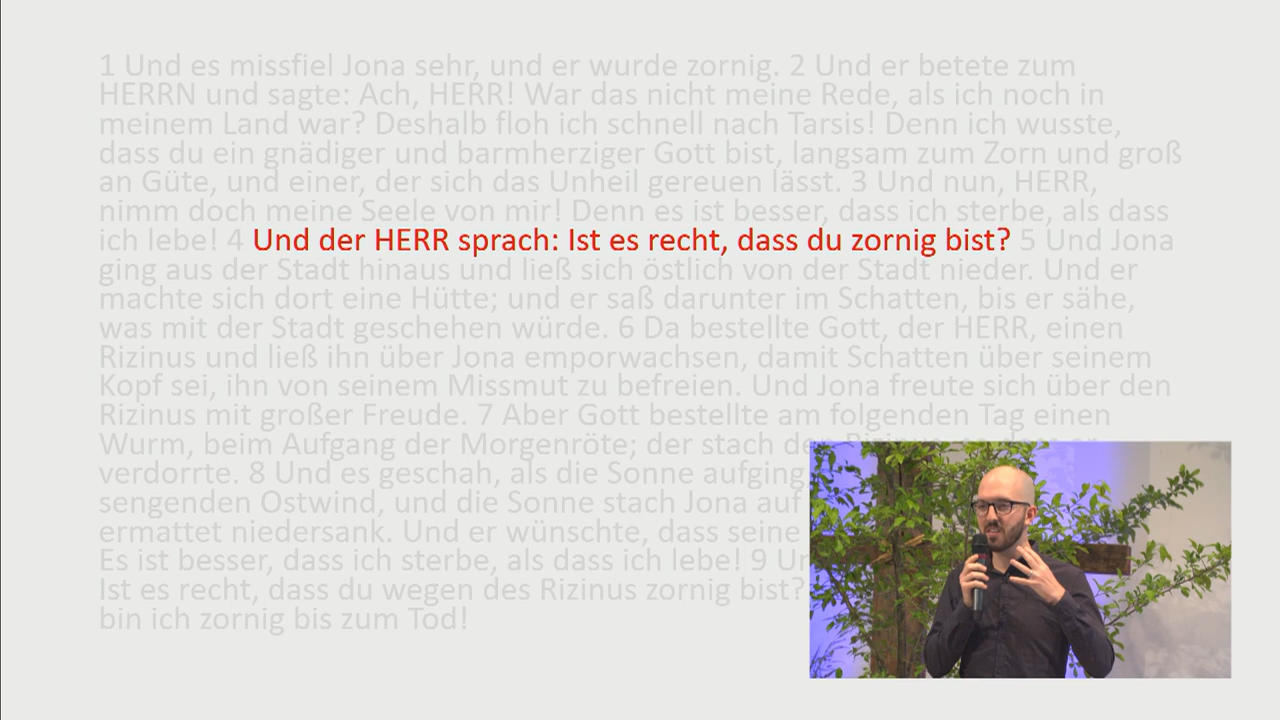 1 Und es missfiel Jona sehr, und er wurde zornig. 2 Und er betete zum
HERRN und sagte: Ach, HERR! War das nicht meine Rede, als ich noch in
meinem Land war? Deshalb floh ich schnell nach Tarsis! Denn ich wusste,
dass du ein gnädiger und barmherziger Gott bist, langsam zum Zorn und groß
an Güte, und einer, der sich das Unheil gereuen lässt. 3 Und nun, HERR,
nimm doch meine Seele von mir! Denn es ist besser, dass ich sterbe, als dass
ich lebe! 4 Und der HERR sprach: Ist es recht, dass du zornig bist? 5 Und Jona
ging aus der Stadt hinaus und ließ sich östlich von der Stadt nieder. Und er
machte sich dort eine Hütte; und er saß darunter im Schatten, bis er sähe,
was mit der Stadt geschehen würde. 6 Da bestellte Gott, der HERR, einen
Rizinus und ließ ihn über Jona emporwachsen, damit Schatten über seinem
Kopf sei, ihn von seinem Missmut zu befreien. Und Jona freute sich über den
Rizinus mit großer Freude. 7 Aber Gott bestellte am folgenden Tag einen
Wurm, beim Aufgang der Morgenröte; der stach den Rizinus, so dass er
verdorrte. 8 Und es geschah, als die Sonne aufging
sengenden Ostwind, und die Sonne stach Jona auf
ermattet niedersank. Und er wünschte, dass seine
Es ist besser, dass ich sterbe, als dass ich lebe! 9
Ist es recht, dass du wegen des Rizinus zornig bist?
bin ich zornig bis zum Tod!